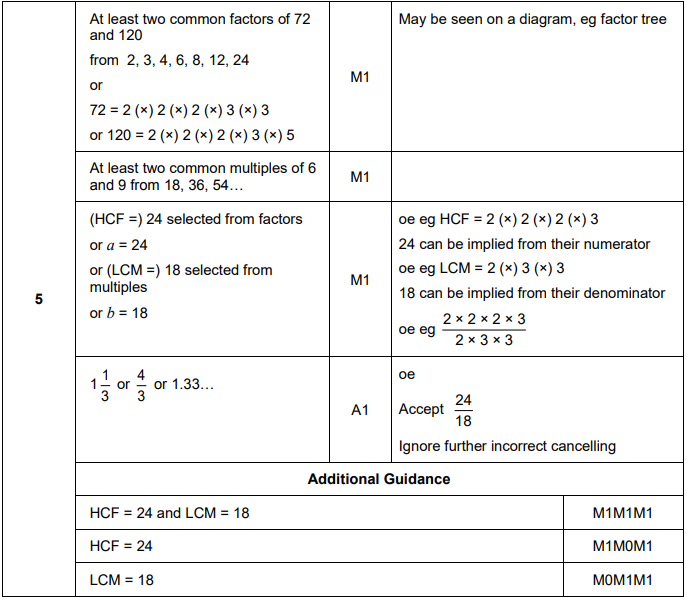 At least two common factors of 72
and 120
from 2, 3, 4, 6, 8, 12, 24
or
72 = 2 (×) 2 (×) 2 (×) 3 (×) 3
or 120 = 2 (×) 2 (×) 2 (×) 3 (×) 5
M1
May be seen on a diagram, eg factor tree
At least two common multiples of 6
and 9 from 18, 36, 54…
M1
5
(HCF =) 24 selected from factors
or a = 24
or (LCM =) 18 selected from
multiples
or b = 18
M1
oe eg HCF = 2 (×) 2 (×) 2 (×) 3
24 can be implied from their numerator
oe eg LCM = 2 (×) 3 (×) 3
18 can be implied from their denominator
oe eg 2 × 2 × 2 × 3 / 2 × 3 × 3
1 1/3 or 4/3 or 1.33…
A1
oe
Accept 24/18
Ignore further incorrect cancelling
Additional Guidance
HCF = 24 and LCM = 18 M1M1M1
HCF = 24 M1M0M1
LCM = 18 M0M1M1